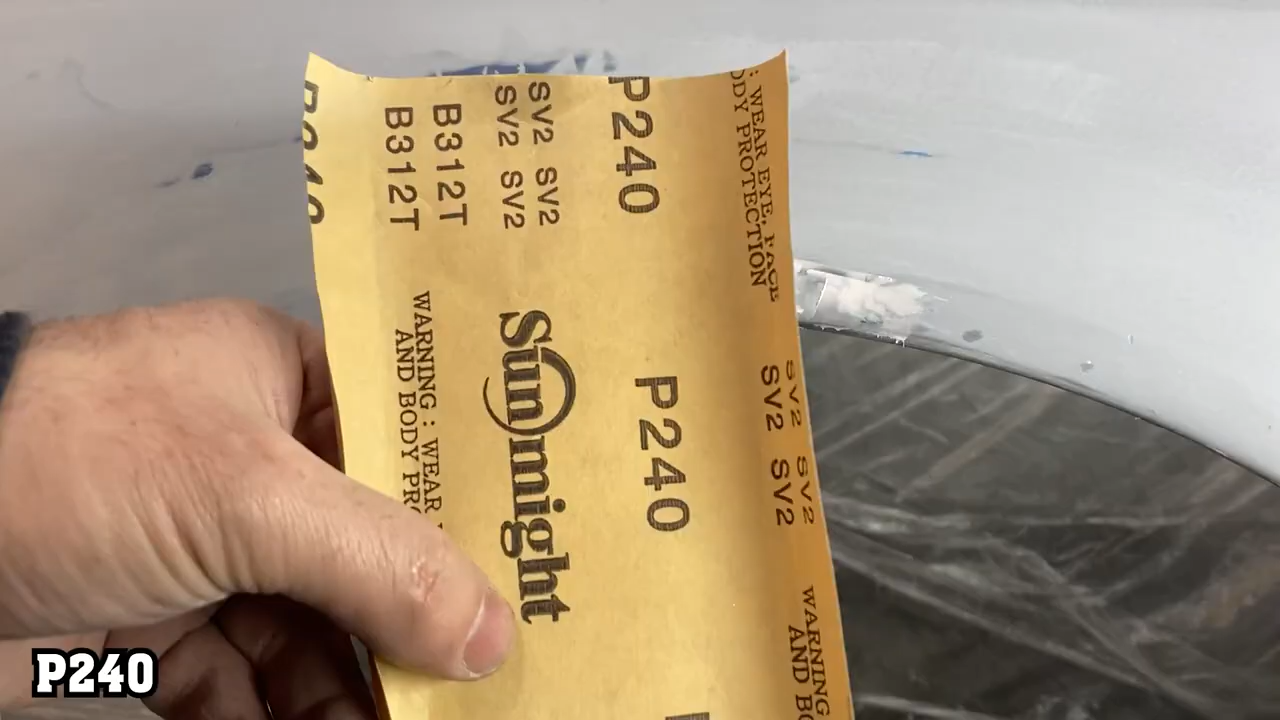 P240
B312T
B312T
SV2 SV2
SV2 SV2
P240
: WEAR EYE, FACE
ODY PROTECTION
WARNING : WEAR
AND BODY PRO
Sunmight
P240
SV2 SV2
SV2 SV2
WARNING
AND BO
P240